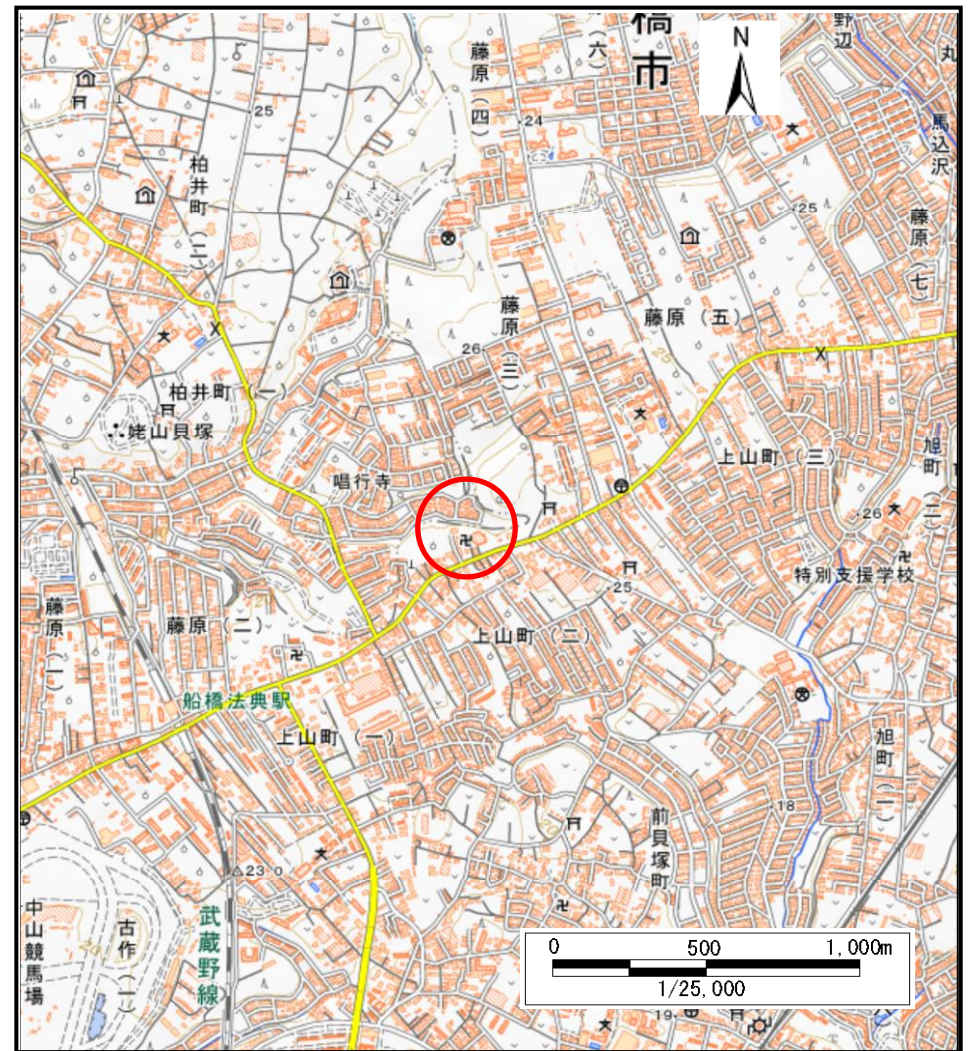 橋市
N
野辺
丸
藤原(四)
(六)
馬込沢
25
24
柏井町(二)
25
藤原(七)
藤原(三)
藤原(五)
26
柏井町(一)
姥山貝塚
上山町(三)
旭町(二)
唱行寺
26
特別支援学校
25
藤原(一)
藤原(二)
上山町(二)
船橋法典駅
上山町(一)
旭町(一)
18
前貝塚町
20
23.0
中山競馬場
古作(一)
20
武蔵野線
0 500 1,000m
1/25,000
19